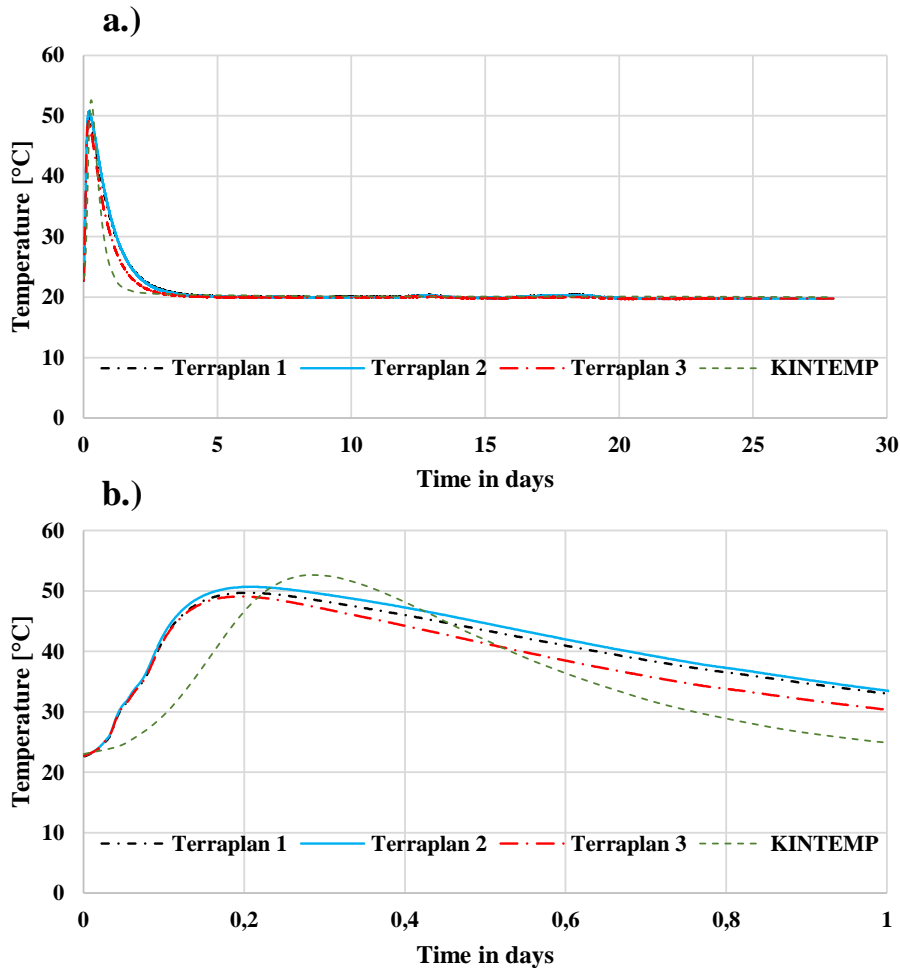 a.)
60
50
40
30
20
10
0
Temperature [°C]
Terraplan 1 Terraplan 2 Terraplan 3 KINTEMP
0 5 10 15 20 25 30
Time in days
b.)
60
50
40
30
20
10
0
Temperature [°C]
Terraplan 1 Terraplan 2 Terraplan 3 KINTEMP
0 0,2 0,4 0,6 0,8 1
Time in days